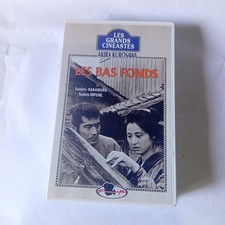 LES
GRANDS
CINEASTES
AKIRA KUROSAWA
LES BAS FONDS
Ganjiro NAKAMURA
Toshiro MIFUNE